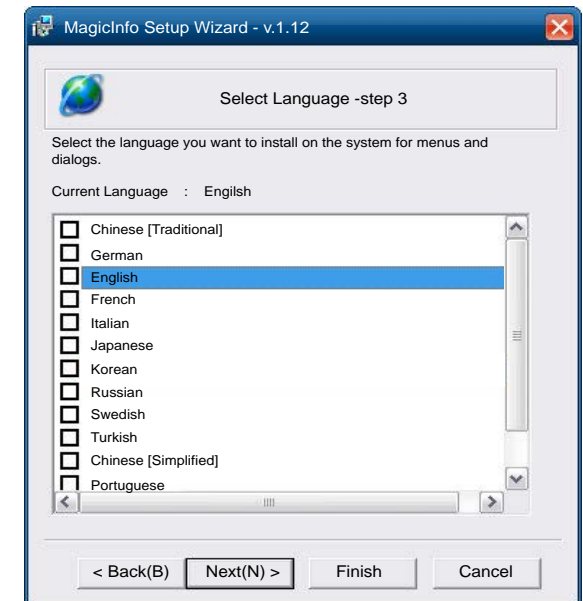 MagicInfo Setup Wizard - v.1.12
Select Language -step 3
Select the language you want to install on the system for menus and
dialogs.
Current Language : Engilsh
Chinese [Traditional]
German
English
French
Italian
Japanese
Korean
Russian
Swedish
Turkish
Chinese [Simplified]
Portuguese
< Back(B) Next(N) > Finish Cancel